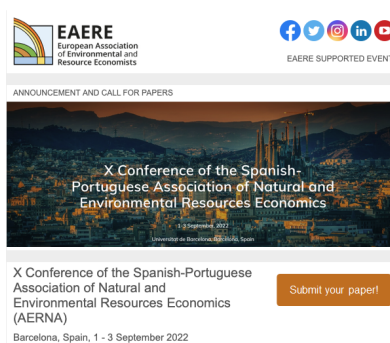 EAERE
European Association
of Environmental and
Resource Economists
EAERE SUPPORTED EVENT
ANNOUNCEMENT AND CALL FOR PAPERS
X Conference of the Spanish-
Portuguese Association of Natural and
Environmental Resources Economics
1-3 September, 2022
Universitat de Barcelona, Barcelona, Spain
X Conference of the Spanish-Portuguese
Association of Natural and
Environmental Resources Economics
(AERNA)
Submit your paper!
Barcelona, Spain, 1 - 3 September 2022